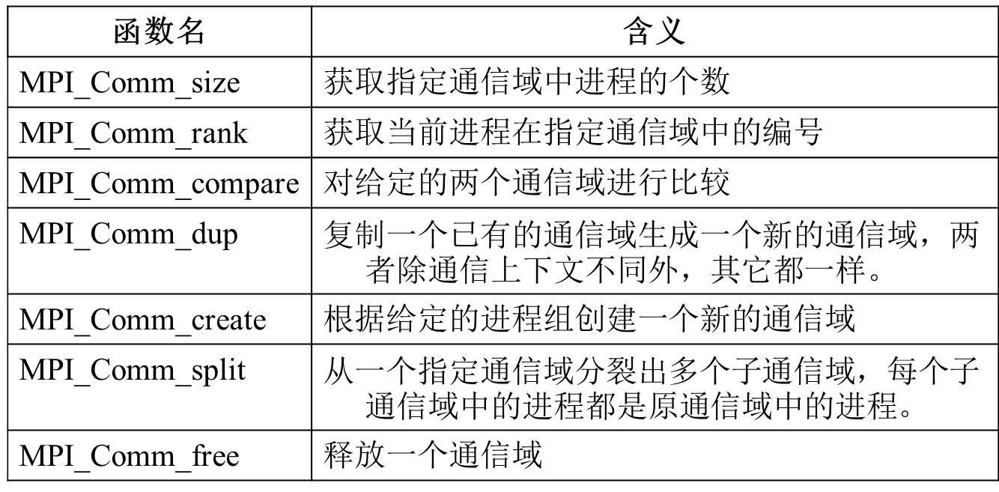 函数名 含义
MPI_Comm_size 获取指定通信域中进程的个数
MPI_Comm_rank 获取当前进程在指定通信域中的编号
MPI_Comm_compare 对给定的两个通信域进行比较
MPI_Comm_dup 复制一个已有的通信域生成一个新的通信域，两
者除通信上下文不同外，其它都一样。
MPI_Comm_create 根据给定的进程组创建一个新的通信域
MPI_Comm_split 从一个指定通信域分裂出多个子通信域，每个子
通信域中的进程都是原通信域中的进程。
MPI_Comm_free 释放一个通信域